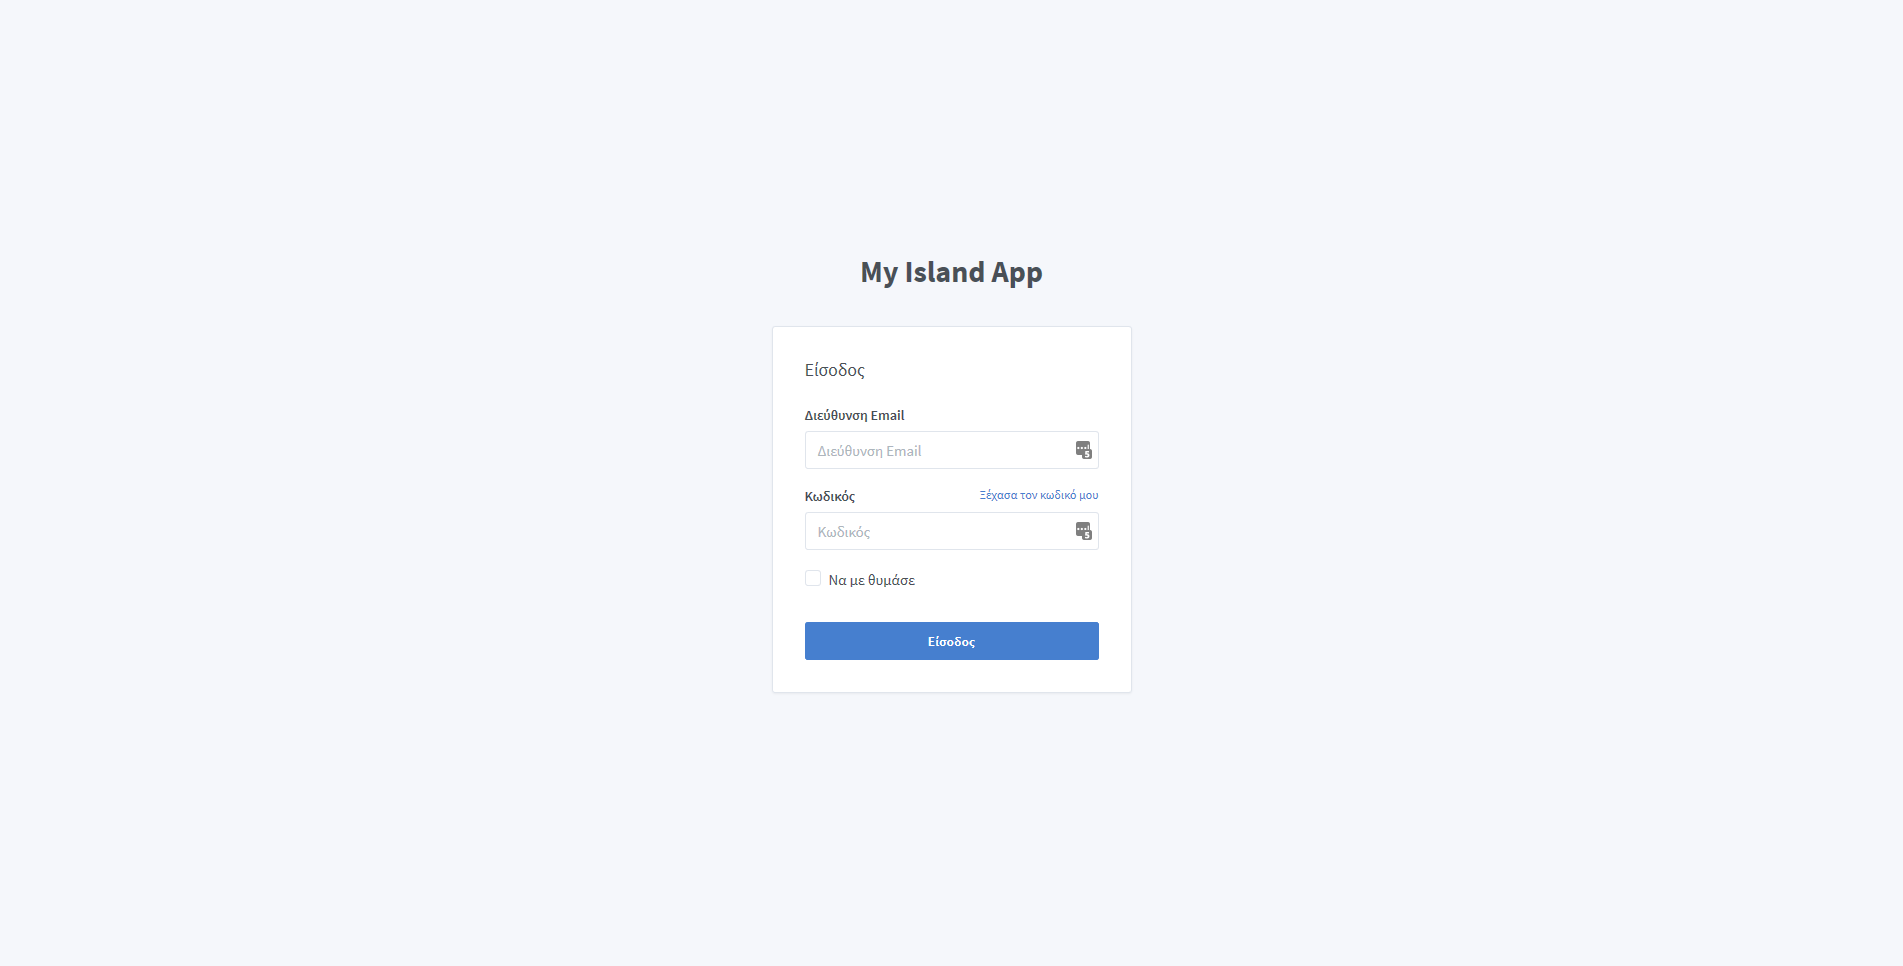 My Island App
Είσοδος
Διεύθυνση Email
Διεύθυνση Email
Κωδικός
Ξέχασα τον κωδικό μου
Κωδικός
Να με θυμάσε
Είσοδος